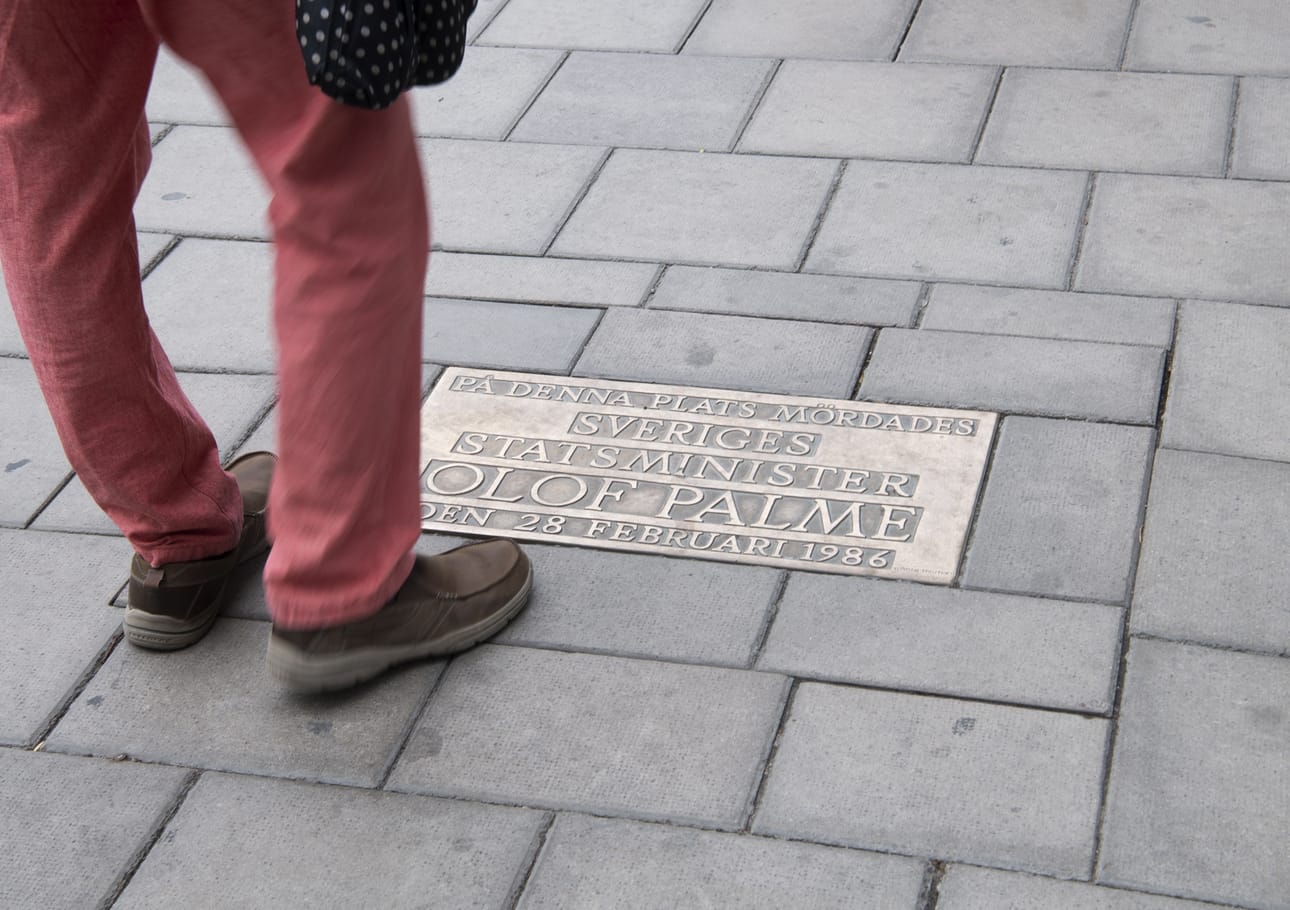 PÅ DENNA PLATS MÖRDADES
SVERIGES
STATSMINISTER
OLOF PALME
DEN 28 FEBRUARI 1986